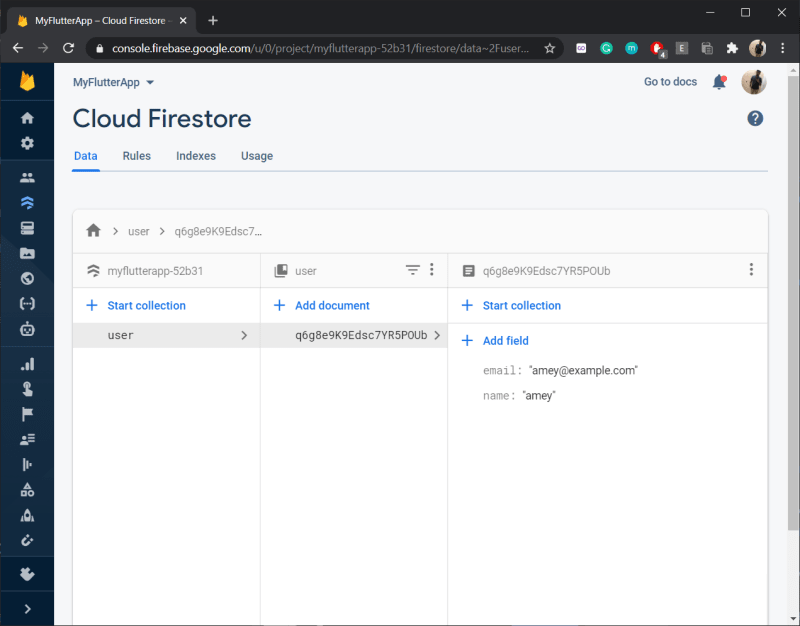 MyFlutterApp – Cloud Firestore –
console.firebase.google.com/u/0/project/myflutterapp-52b31/firestore/data~2Fuser...
GO
G
m
4
E
MyFlutterApp
Go to docs
Cloud Firestore
?
Data Rules Indexes Usage
user q6g8e9K9Edsc7...
myflutterapp-52b31 user q6g8e9K9Edsc7YR5POUb
+ Start collection + Add document + Start collection
user q6g8e9K9Edsc7YR5POUb + Add field
email: "amey@example.com"
name: "amey"